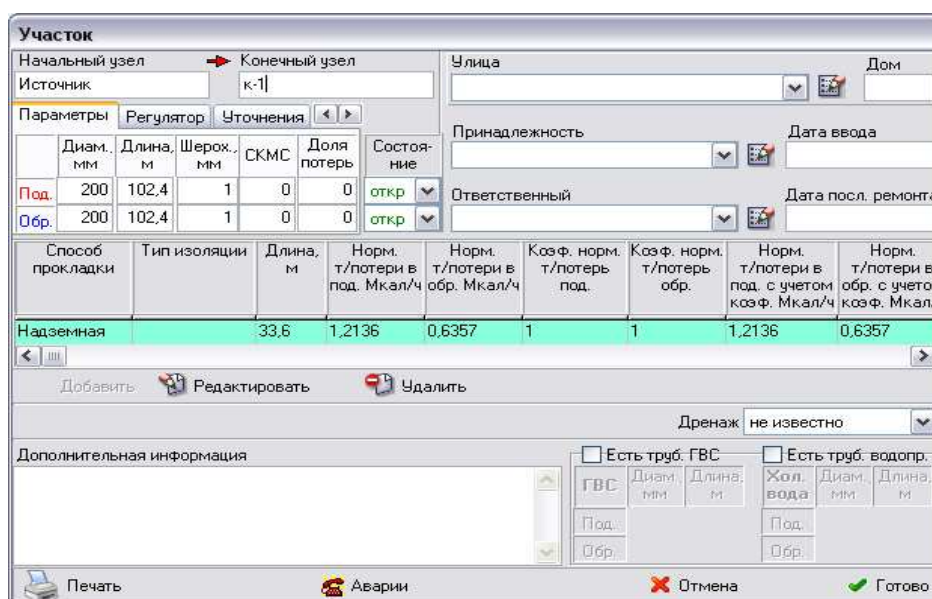 Участок
Начальный узел Конечный узел Улица Дом
Источник к-1
Параметры Регулятор Уточнения
Принадлежность Дата ввода
Диам., мм Длина, м Шерох., мм СКМС Доля потерь Состоя-ние
Под. 200 102,4 1 0 0 откр
Ответственный Дата посл. ремонта
Обр. 200 102,4 1 0 0 откр
Способ прокладки Тип изоляции Длина, м Норм. т/потери в под. Мкал/ч Норм. т/потери в обр. Мкал/ч Коэф. норм. т/потерь под. Коэф. норм. т/потерь обр. Норм. т/потери в под. с учетом коэф. Мкал/ч Норм. т/потери в обр. с учето коэф. Мкал.
Надземная 33,6 1,2136 0,6357 1 1 1,2136 0,6357
Добавить Редактировать Удалить
Дренаж не известно
Дополнительная информация Есть труб. ГВС Есть труб. водопр.
ГВС Диам., мм Длина, м Хол. вода Диам., мм Длина, м
Под. Под.
Обр. Обр.
Печать Аварии Отмена Готово